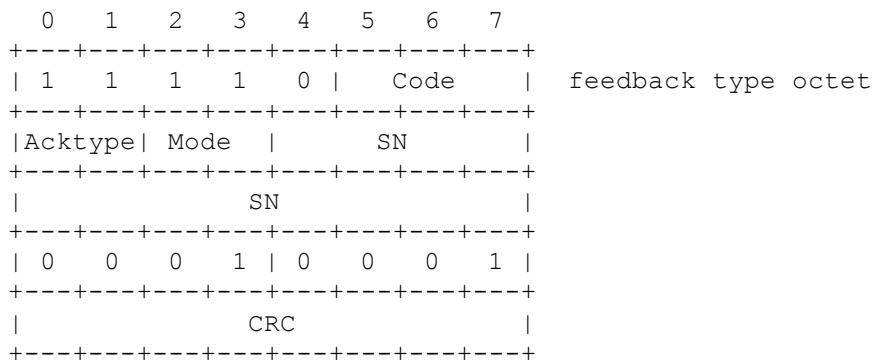 0   1   2   3   4   5   6   7
+---+---+---+---+---+---+---+---+
| 1   1   1   1   0 |   Code    |  feedback type octet
+---+---+---+---+---+---+---+---+
|Acktype| Mode  |      SN       |
+---+---+---+---+---+---+---+---+
|              SN               |
+---+---+---+---+---+---+---+---+
| 0   0   0   1 | 0   0   0   1 |
+---+---+---+---+---+---+---+---+
|              CRC              |
+---+---+---+---+---+---+---+---+